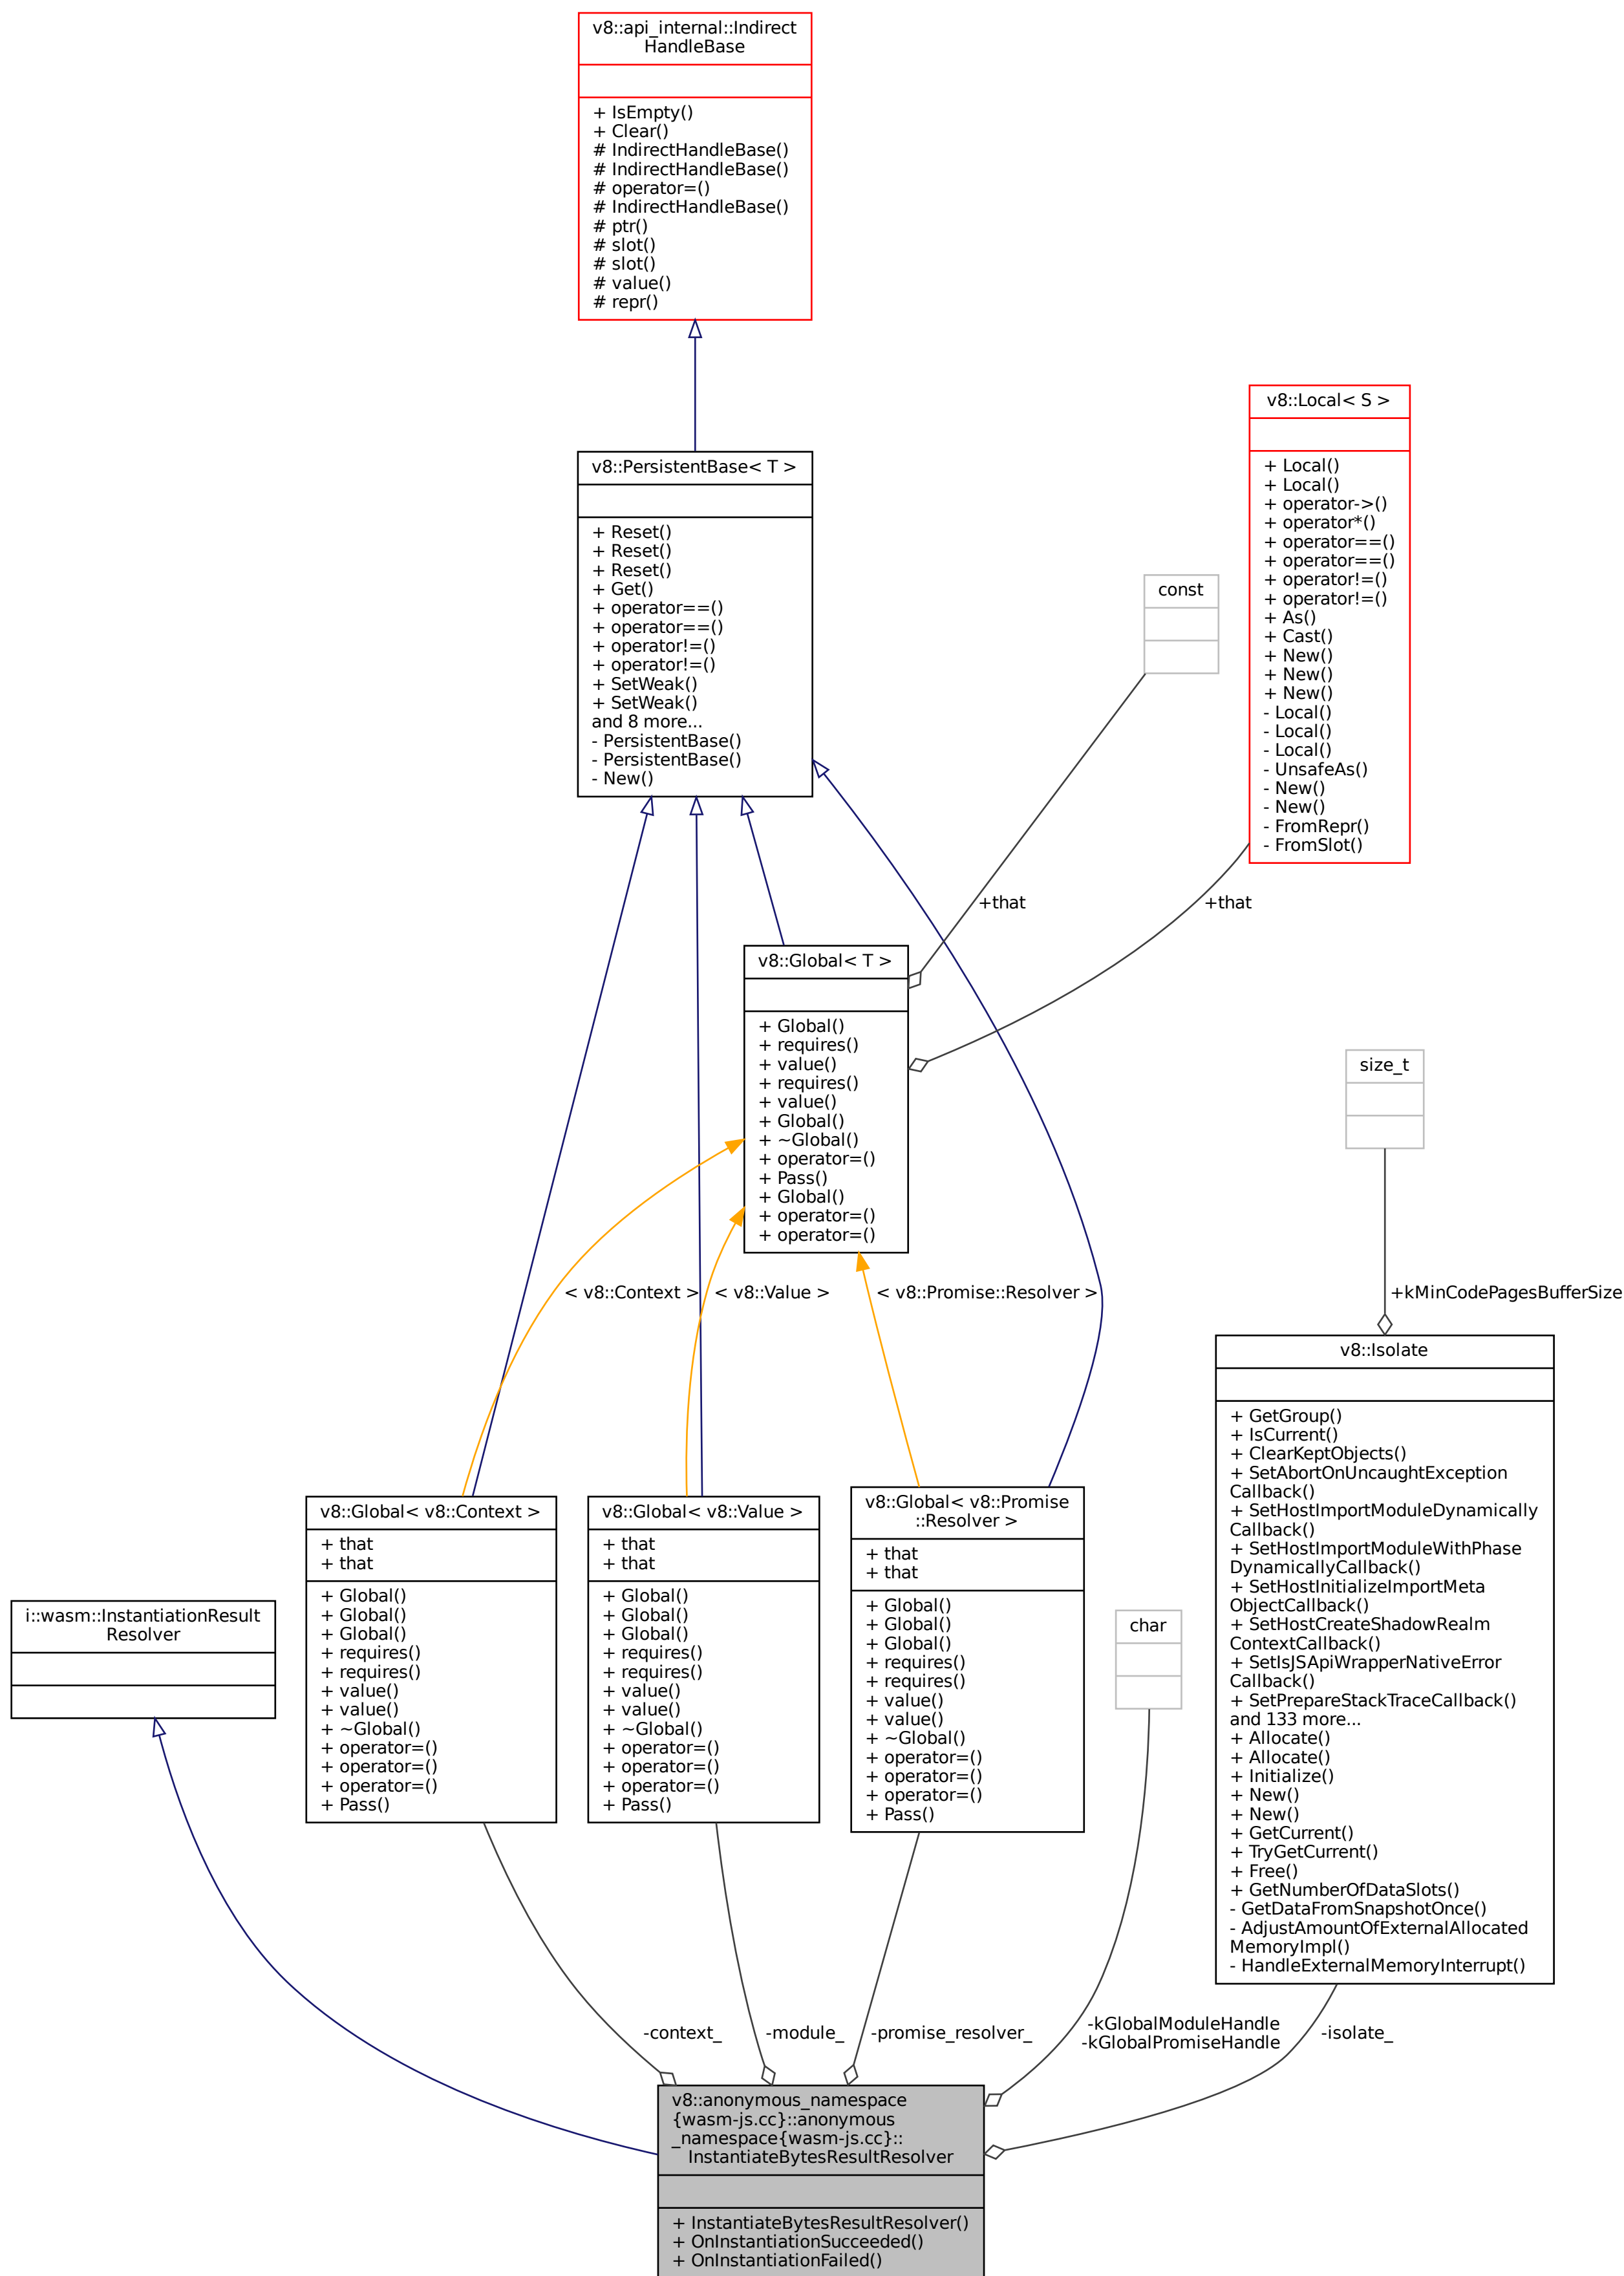 v8::api_internal::Indirect
HandleBase
+ IsEmpty()
+ Clear()
# IndirectHandleBase()
# IndirectHandleBase()
# operator=()
# IndirectHandleBase()
# ptr()
# slot()
# slot()
# value()
# repr()
v8::PersistentBase< T >
+ Reset()
+ Reset()
+ Reset()
+ Get()
+ operator==()
+ operator==()
+ operator!=()
+ operator!=()
+ SetWeak()
+ SetWeak()
and 8 more...
- PersistentBase()
- PersistentBase()
- New()
v8::Local< S >
+ Local()
+ Local()
+ operator->()
+ operator*()
+ operator==()
+ operator==()
+ operator!=()
+ operator!=()
+ As()
+ Cast()
+ New()
+ New()
+ New()
- Local()
- Local()
- Local()
- UnsafeAs()
- New()
- New()
- FromRepr()
- FromSlot()
const
+that
+that
v8::Global< T >
+ Global()
+ requires()
+ value()
+ requires()
+ value()
+ Global()
+ ~Global()
+ operator=()
+ Pass()
+ Global()
+ operator=()
+ operator=()
size_t
< v8::Context >
< v8::Value >
< v8::Promise::Resolver >
+kMinCodePagesBufferSize
v8::Isolate
+ GetGroup()
+ IsCurrent()
+ ClearKeptObjects()
+ SetAbortOnUncaughtException
Callback()
+ SetHostImportModuleDynamically
Callback()
+ SetHostImportModuleWithPhase
DynamicallyCallback()
+ SetHostInitializeImportMeta
ObjectCallback()
+ SetHostCreateShadowRealm
ContextCallback()
+ SetIsJSApiWrapperNativeError
Callback()
+ SetPrepareStackTraceCallback()
and 133 more...
+ Allocate()
+ Allocate()
+ Initialize()
+ New()
+ New()
+ GetCurrent()
+ TryGetCurrent()
+ Free()
+ GetNumberOfDataSlots()
- GetDataFromSnapshotOnce()
- AdjustAmountOfExternalAllocated
MemoryImpl()
- HandleExternalMemoryInterrupt()
i::wasm::InstantiationResult
Resolver
v8::Global< v8::Context >
+ that
+ that
+ Global()
+ Global()
+ Global()
+ requires()
+ requires()
+ value()
+ value()
+ ~Global()
+ operator=()
+ operator=()
+ operator=()
+ Pass()
v8::Global< v8::Value >
+ that
+ that
+ Global()
+ Global()
+ Global()
+ requires()
+ requires()
+ value()
+ value()
+ ~Global()
+ operator=()
+ operator=()
+ operator=()
+ Pass()
v8::Global< v8::Promise
::Resolver >
+ that
+ that
+ Global()
+ Global()
+ Global()
+ requires()
+ requires()
+ value()
+ value()
+ ~Global()
+ operator=()
+ operator=()
+ operator=()
+ Pass()
char
-context_
-module_
-promise_resolver_
-kGlobalModuleHandle
-kGlobalPromiseHandle
-isolate_
v8::anonymous_namespace
{wasm-js.cc}::anonymous
_namespace{wasm-js.cc}::
InstantiateBytesResultResolver
+ InstantiateBytesResultResolver()
+ OnInstantiationSucceeded()
+ OnInstantiationFailed()